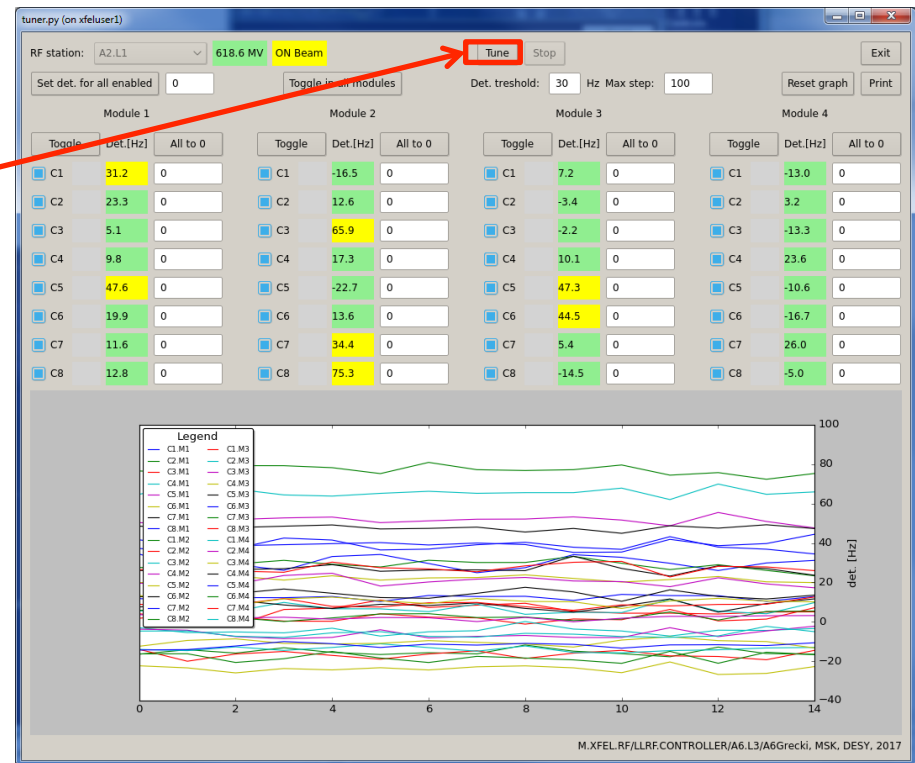 tuner.py (on xfeluser1)
RF station: A2.L1 618.6 MV ON Beam Tune Stop Exit
Set det. for all enabled 0 Toggle in all modules Det. treshold: 30 Hz Max step: 100 Reset graph Print
Module 1 Module 2 Module 3 Module 4
Toggle Det.[Hz] All to 0 Toggle Det.[Hz] All to 0 Toggle Det.[Hz] All to 0 Toggle Det.[Hz] All to 0
C1 31.2 0 C1 -16.5 0 C1 7.2 0 C1 -13.0 0
C2 23.3 0 C2 12.6 0 C2 -3.4 0 C2 3.2 0
C3 5.1 0 C3 65.9 0 C3 -2.2 0 C3 -13.3 0
C4 9.8 0 C4 17.3 0 C4 10.1 0 C4 23.6 0
C5 47.6 0 C5 -22.7 0 C5 47.3 0 C5 -10.6 0
C6 19.9 0 C6 13.6 0 C6 44.5 0 C6 -16.7 0
C7 11.6 0 C7 34.4 0 C7 5.4 0 C7 26.0 0
C8 12.8 0 C8 75.3 0 C8 -14.5 0 C8 -5.0 0
Legend
C1.M1 C1.M3
C2.M1 C2.M3
C3.M1 C3.M3
C4.M1 C4.M3
C5.M1 C5.M3
C6.M1 C6.M3
C7.M1 C7.M3
C8.M1 C8.M3
C1.M2 C1.M4
C2.M2 C2.M4
C3.M2 C3.M4
C4.M2 C4.M4
C5.M2 C5.M4
C6.M2 C6.M4
C7.M2 C7.M4
C8.M2 C8.M4
100
80
60
40
20
0
−20
−40
det. [Hz]
0 2 4 6 8 10 12 14
M.XFEL.RF/LLRF.CONTROLLER/A6.L3/A6Grecki, MSK, DESY, 2017